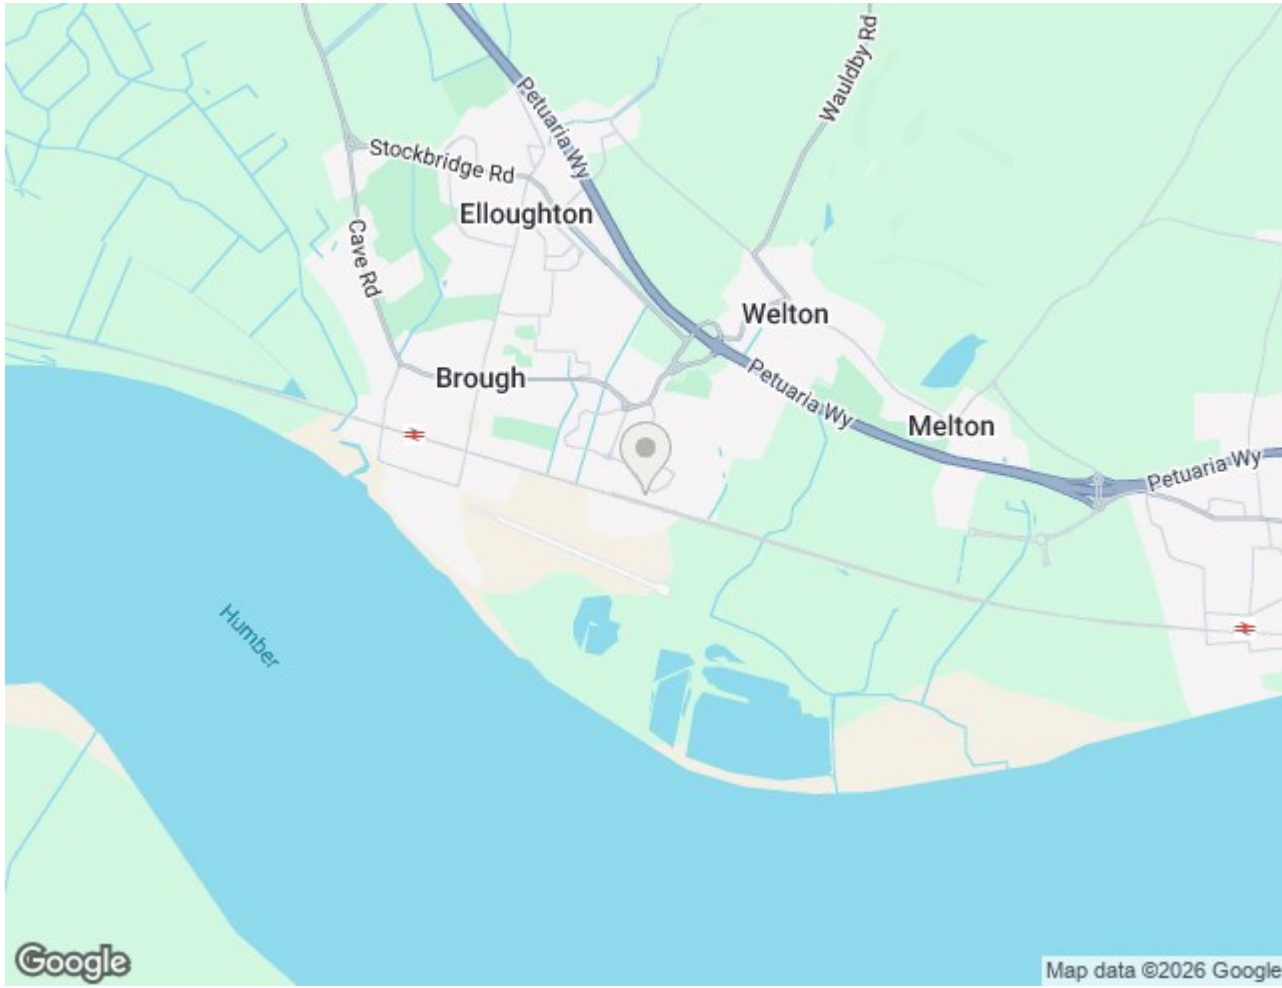 Wauldby Rd
Petuaria Wy
Stockbridge Rd
Elloughton
Cave Rd
Welton
Brough
Petuaria Wy
Melton
Petuaria Wy
Humber
Google
Map data ©2026 Google